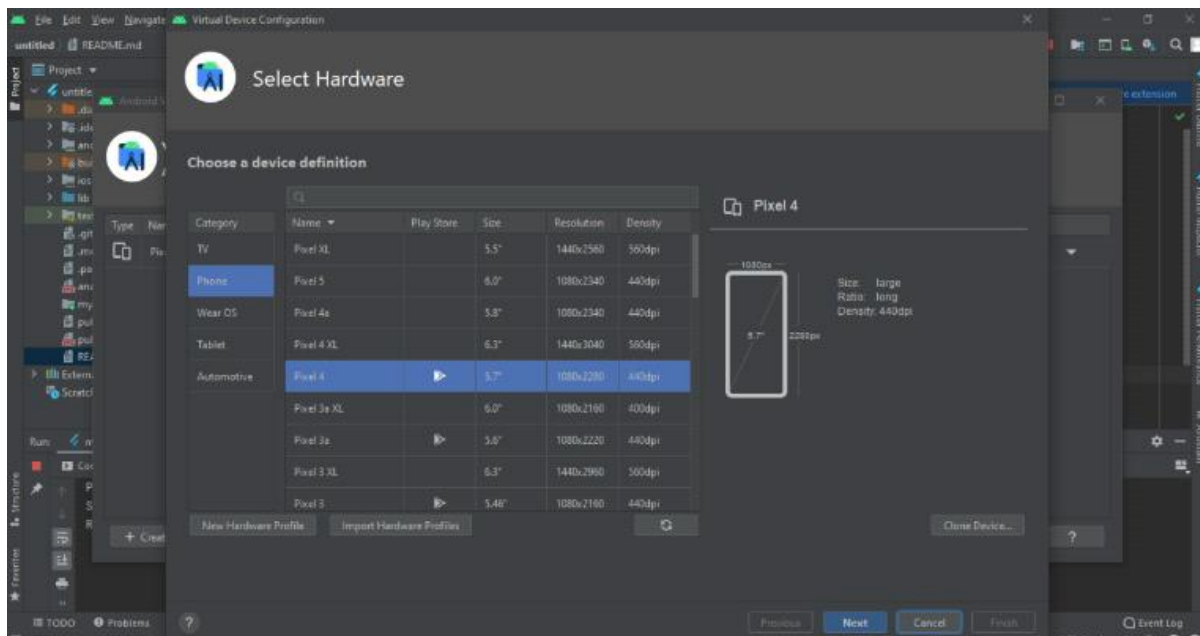 File Edit View Navigate Virtual Device Configuration
untitled README.md
Project
Select Hardware
Choose a device definition
Category Name Play Store Size Resolution Density
TV Pixel XL 5.5" 1440x2560 560dpi
Phone Pixel 5 6.0" 1080x2340 440dpi
Wear OS Pixel 4a 5.8" 1080x2340 440dpi
Tablet Pixel 4 XL 6.3" 1440x3040 560dpi
Automotive Pixel 4 5.7" 1080x2280 440dpi
Pixel 3a XL 6.0" 1080x2160 400dpi
Pixel 3a 5.6" 1080x2220 440dpi
Pixel 3 XL 6.3" 1440x2960 560dpi
Pixel 3 5.46" 1080x2160 440dpi
Pixel 4
1080px
Size: large
Ratio: long
Density: 440dpi
5.7" 2280px
New Hardware Profile Import Hardware Profiles Clone Device...
Type
Run:
Structure
Favorites
? Previous Next Cancel Finish
TODO Problems Event Log